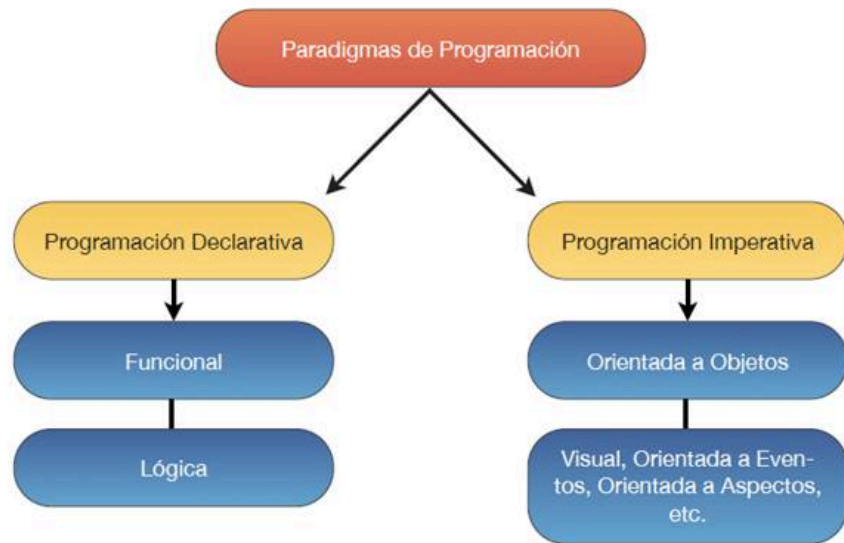 Paradigmas de Programación
Programación Declarativa
Programación Imperativa
Funcional
Orientada a Objetos
Lógica
Visual, Orientada a Even-
tos, Orientada a Aspectos,
etc.